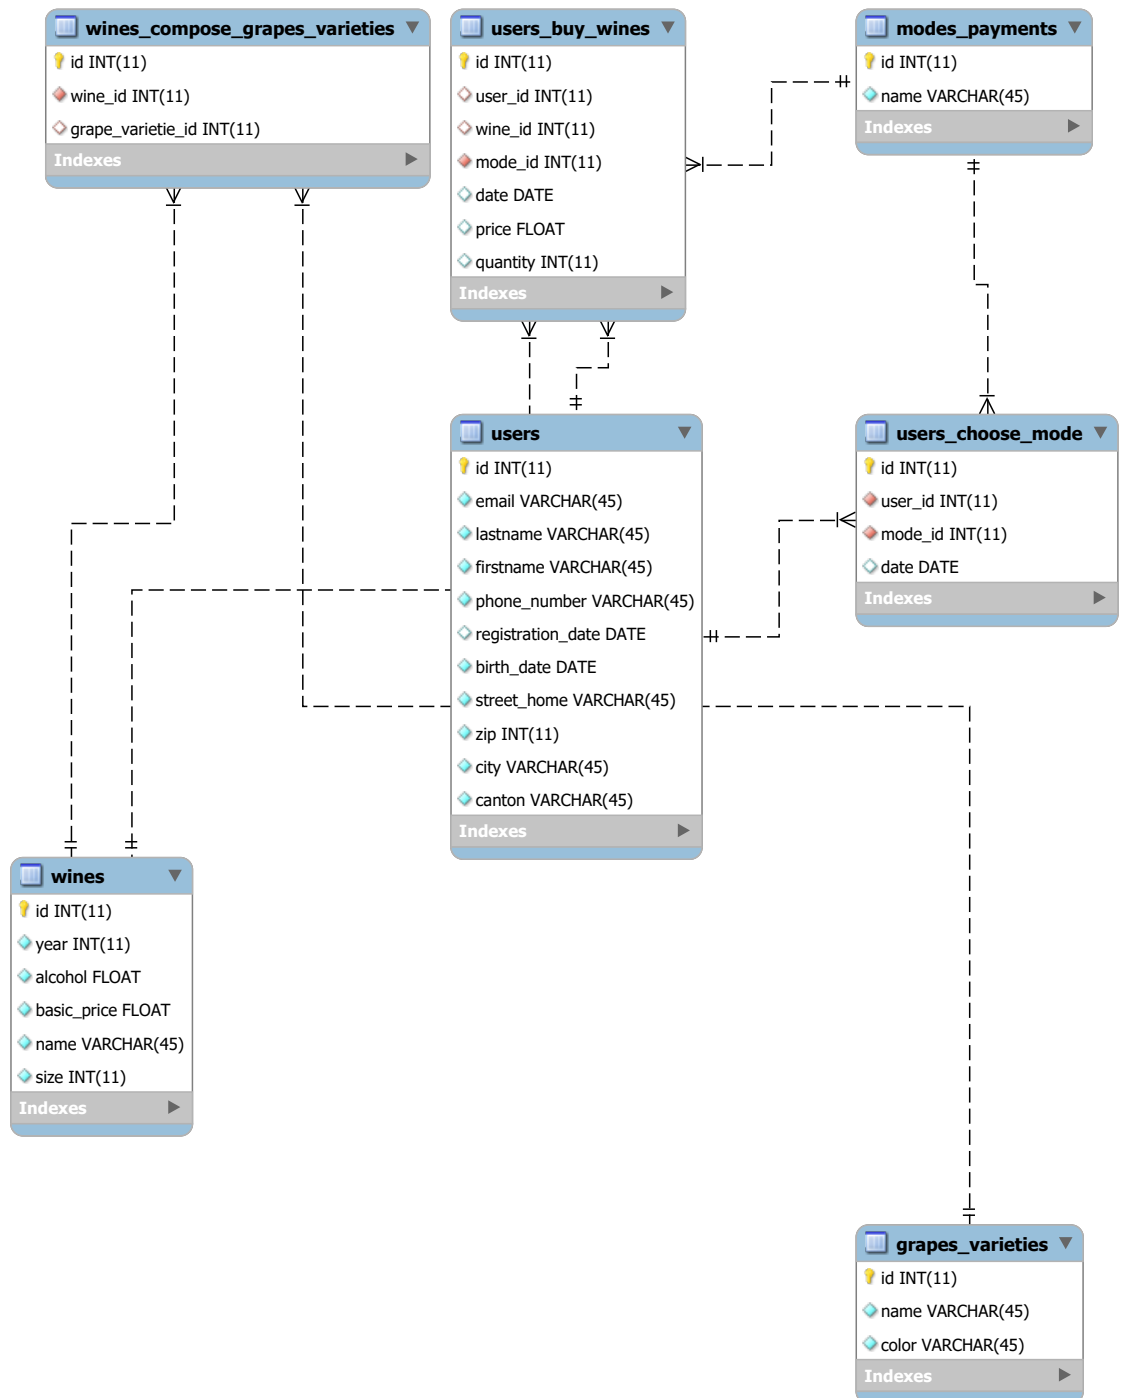 wines_compose_grapes_varieties
id INT(11)
wine_id INT(11)
grape_varietie_id INT(11)
Indexes
users_buy_wines
id INT(11)
user_id INT(11)
wine_id INT(11)
mode_id INT(11)
date DATE
price FLOAT
quantity INT(11)
Indexes
modes_payments
id INT(11)
name VARCHAR(45)
Indexes
users
id INT(11)
email VARCHAR(45)
lastname VARCHAR(45)
firstname VARCHAR(45)
phone_number VARCHAR(45)
registration_date DATE
birth_date DATE
street_home VARCHAR(45)
zip INT(11)
city VARCHAR(45)
canton VARCHAR(45)
Indexes
users_choose_mode
id INT(11)
user_id INT(11)
mode_id INT(11)
date DATE
Indexes
wines
id INT(11)
year INT(11)
alcohol FLOAT
basic_price FLOAT
name VARCHAR(45)
size INT(11)
Indexes
grapes_varieties
id INT(11)
name VARCHAR(45)
color VARCHAR(45)
Indexes